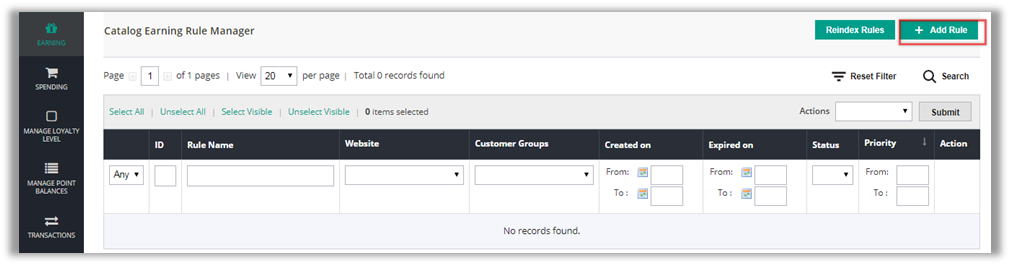 EARNING
SPENDING
MANAGE LOYALTY
LEVEL
MANAGE POINT
BALANCES
TRANSACTIONS
Catalog Earning Rule Manager
Reindex Rules
+ Add Rule
Page 1 of 1 pages | View 20 per page | Total 0 records found
Reset Filter
Search
Select All | Unselect All | Select Visible | Unselect Visible | 0 items selected
Actions
Submit
ID Rule Name Website Customer Groups Created on Expired on Status Priority ↓ Action
Any
From: From: From:
To : To : To :
No records found.